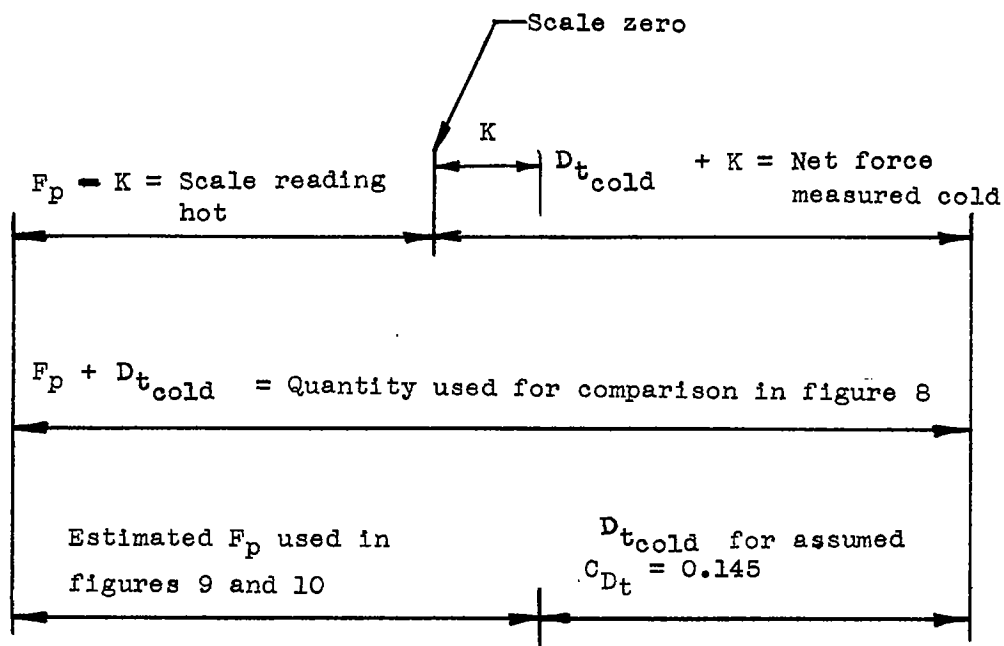 Scale zero
K
F_p - K = Scale reading
hot
D_t_cold + K = Net force
measured cold
F_p + D_t_cold = Quantity used for comparison in figure 8
Estimated F_p used in
figures 9 and 10
D_t_cold for assumed
C_D_t = 0.145